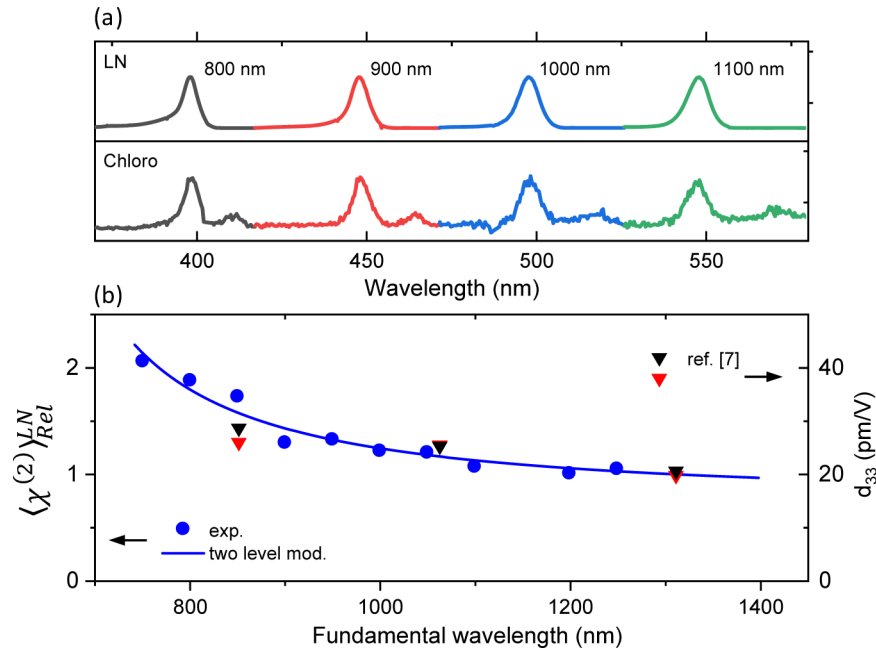 (a)
LN
800 nm
900 nm
1000 nm
1100 nm
Chloro
400
450
500
550
Wavelength (nm)
(b)
2
1
0
⟨χ⁽²⁾⟩ᴸᴺRel
ref. [7]
40
20
0
d₃₃ (pm/V)
exp.
two level mod.
800
1000
1200
1400
Fundamental wavelength (nm)